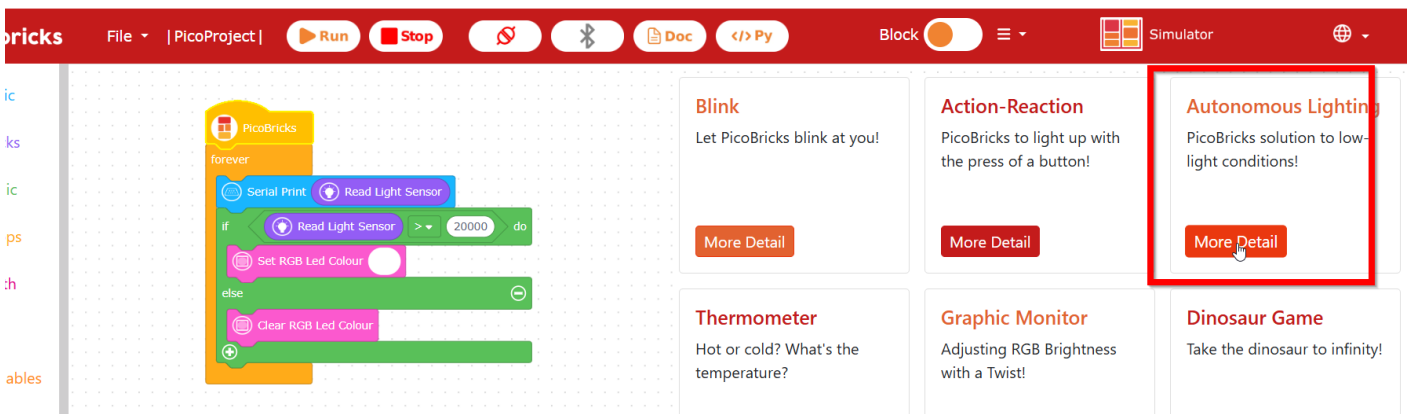 ricks
File
|PicoProject|
Run
Stop
Doc
</> Py
Block
Simulator
ic
ks
ic
ps
th
ables
PicoBricks
forever
Serial Print Read Light Sensor
if Read Light Sensor > 20000 do
Set RGB Led Colour
else
Clear RGB Led Colour
Blink
Let PicoBricks blink at you!
More Detail
Action-Reaction
PicoBricks to light up with
the press of a button!
More Detail
Autonomous Lighting
PicoBricks solution to low-
light conditions!
More Detail
Thermometer
Hot or cold? What's the
temperature?
Graphic Monitor
Adjusting RGB Brightness
with a Twist!
Dinosaur Game
Take the dinosaur to infinity!